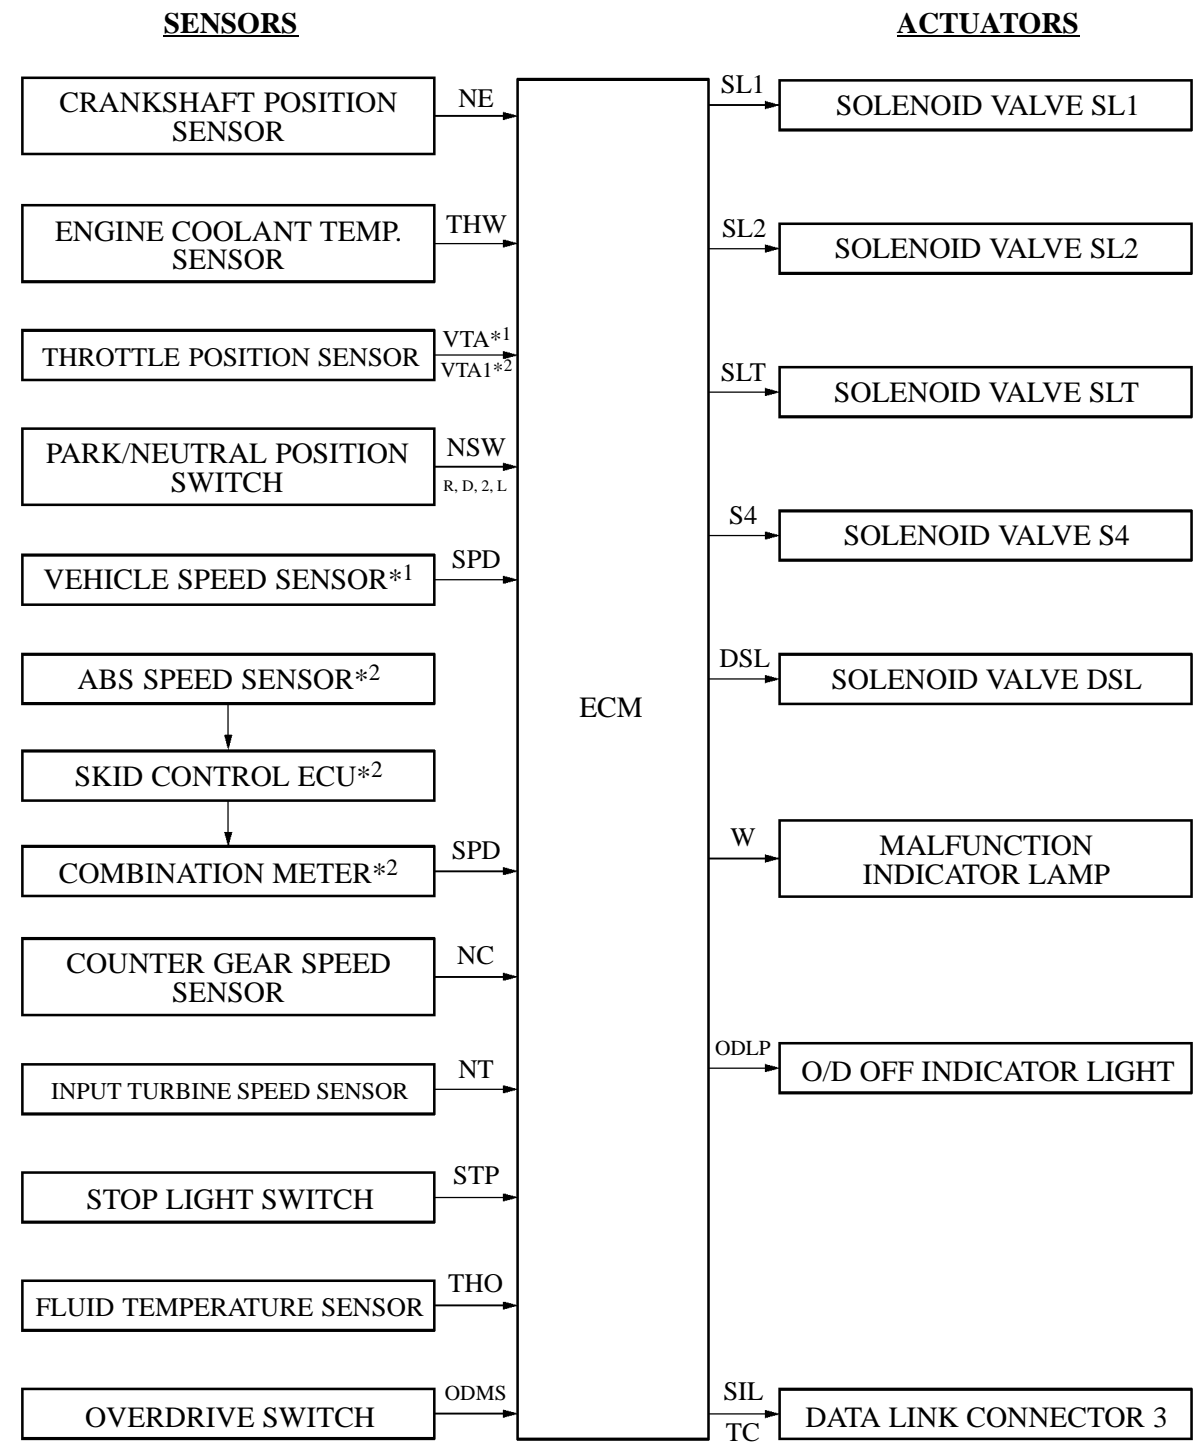 SENSORS
ACTUATORS
CRANKSHAFT POSITION
SENSOR
NE
ENGINE COOLANT TEMP.
SENSOR
THW
THROTTLE POSITION SENSOR
VTA*1
VTA1*2
PARK/NEUTRAL POSITION
SWITCH
NSW
R, D, 2, L
VEHICLE SPEED SENSOR*1
SPD
ABS SPEED SENSOR*2
SKID CONTROL ECU*2
COMBINATION METER*2
SPD
COUNTER GEAR SPEED
SENSOR
NC
INPUT TURBINE SPEED SENSOR
NT
STOP LIGHT SWITCH
STP
FLUID TEMPERATURE SENSOR
THO
OVERDRIVE SWITCH
ODMS
ECM
SL1
SOLENOID VALVE SL1
SL2
SOLENOID VALVE SL2
SLT
SOLENOID VALVE SLT
S4
SOLENOID VALVE S4
DSL
SOLENOID VALVE DSL
W
MALFUNCTION
INDICATOR LAMP
ODLP
O/D OFF INDICATOR LIGHT
SIL
TC
DATA LINK CONNECTOR 3